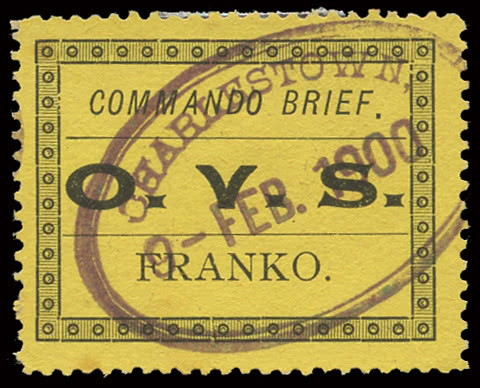 COMMANDO BRIEF.
O. V. S.
FRANKO.
CHARLESTOWN,
FEB. 1900